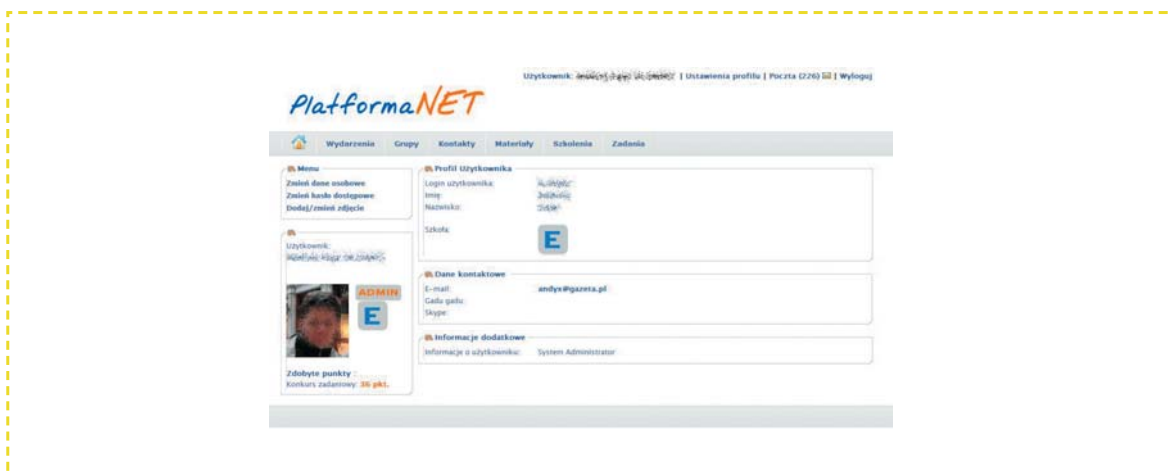 Użytkownik: | Ustawienia profilu | Poczta (226) | Wyloguj
PlatformaNET
Wydarzenia Grupy Kontakty Materiały Szkolenia Zadania
Menu
Zmień dane osobowe
Zmień hasło dostępowe
Dodaj/zmień zdjęcie
Użytkownik:
ADMIN
E
Zdobyte punkty :
Konkurs zadaniowy: 36 pkt.
Profil Użytkownika
Login użytkownika:
Imię:
Nazwisko:
Szkoła:
E
Dane kontaktowe
E-mail: andyx@gazeta.pl
Gadu gadu:
Skype:
Informacje dodatkowe
Informacje o użytkowniku: System Administrator